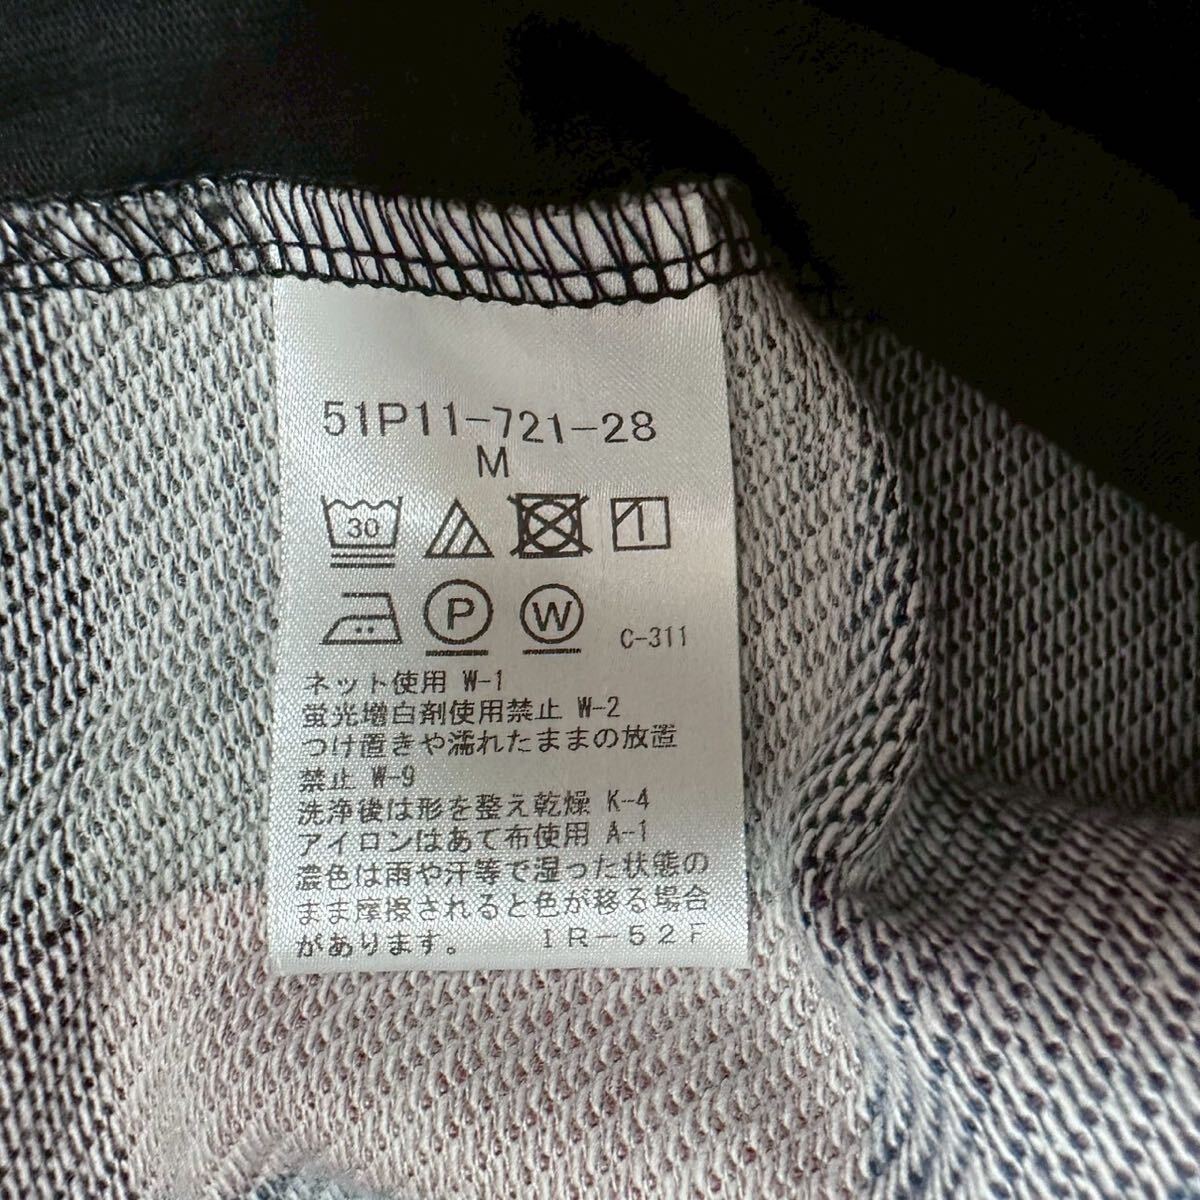 51P11-721-28
M
30
P W C-311
ネット使用 W-1
蛍光増白剤使用禁止 W-2
つけ置きや濡れたままの放置
禁止 W-9
洗浄後は形を整え乾燥 K-4
アイロンはあて布使用 A-1
濃色は雨や汗等で湿った状態の
まま摩擦されると色が移る場合
があります。 IR-52F